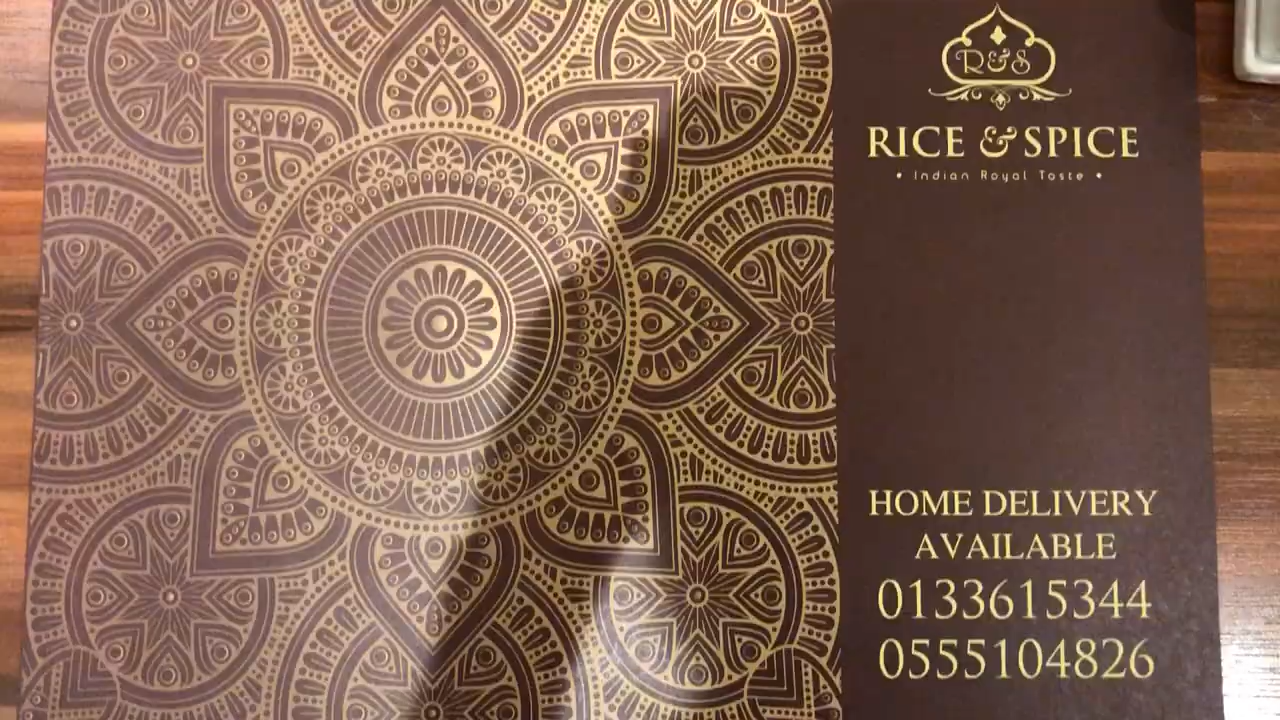 R&S
RICE & SPICE
• Indian Royal Taste •
HOME DELIVERY
AVAILABLE
0133615344
0555104826